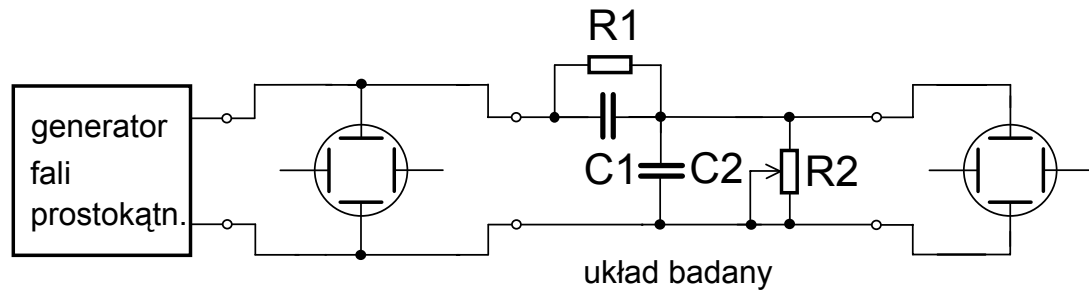 R1
generator
fali
prostokątn.
C1
C2
R2
układ badany